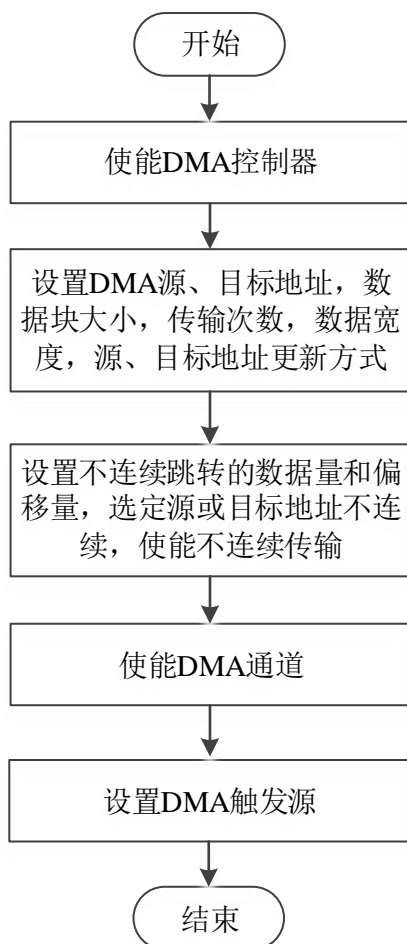 开始
使能DMA控制器
设置DMA源、目标地址，数
据块大小，传输次数，数据宽
度，源、目标地址更新方式
设置不连续跳转的数据量和偏
移量，选定源或目标地址不连
续，使能不连续传输
使能DMA通道
设置DMA触发源
结束